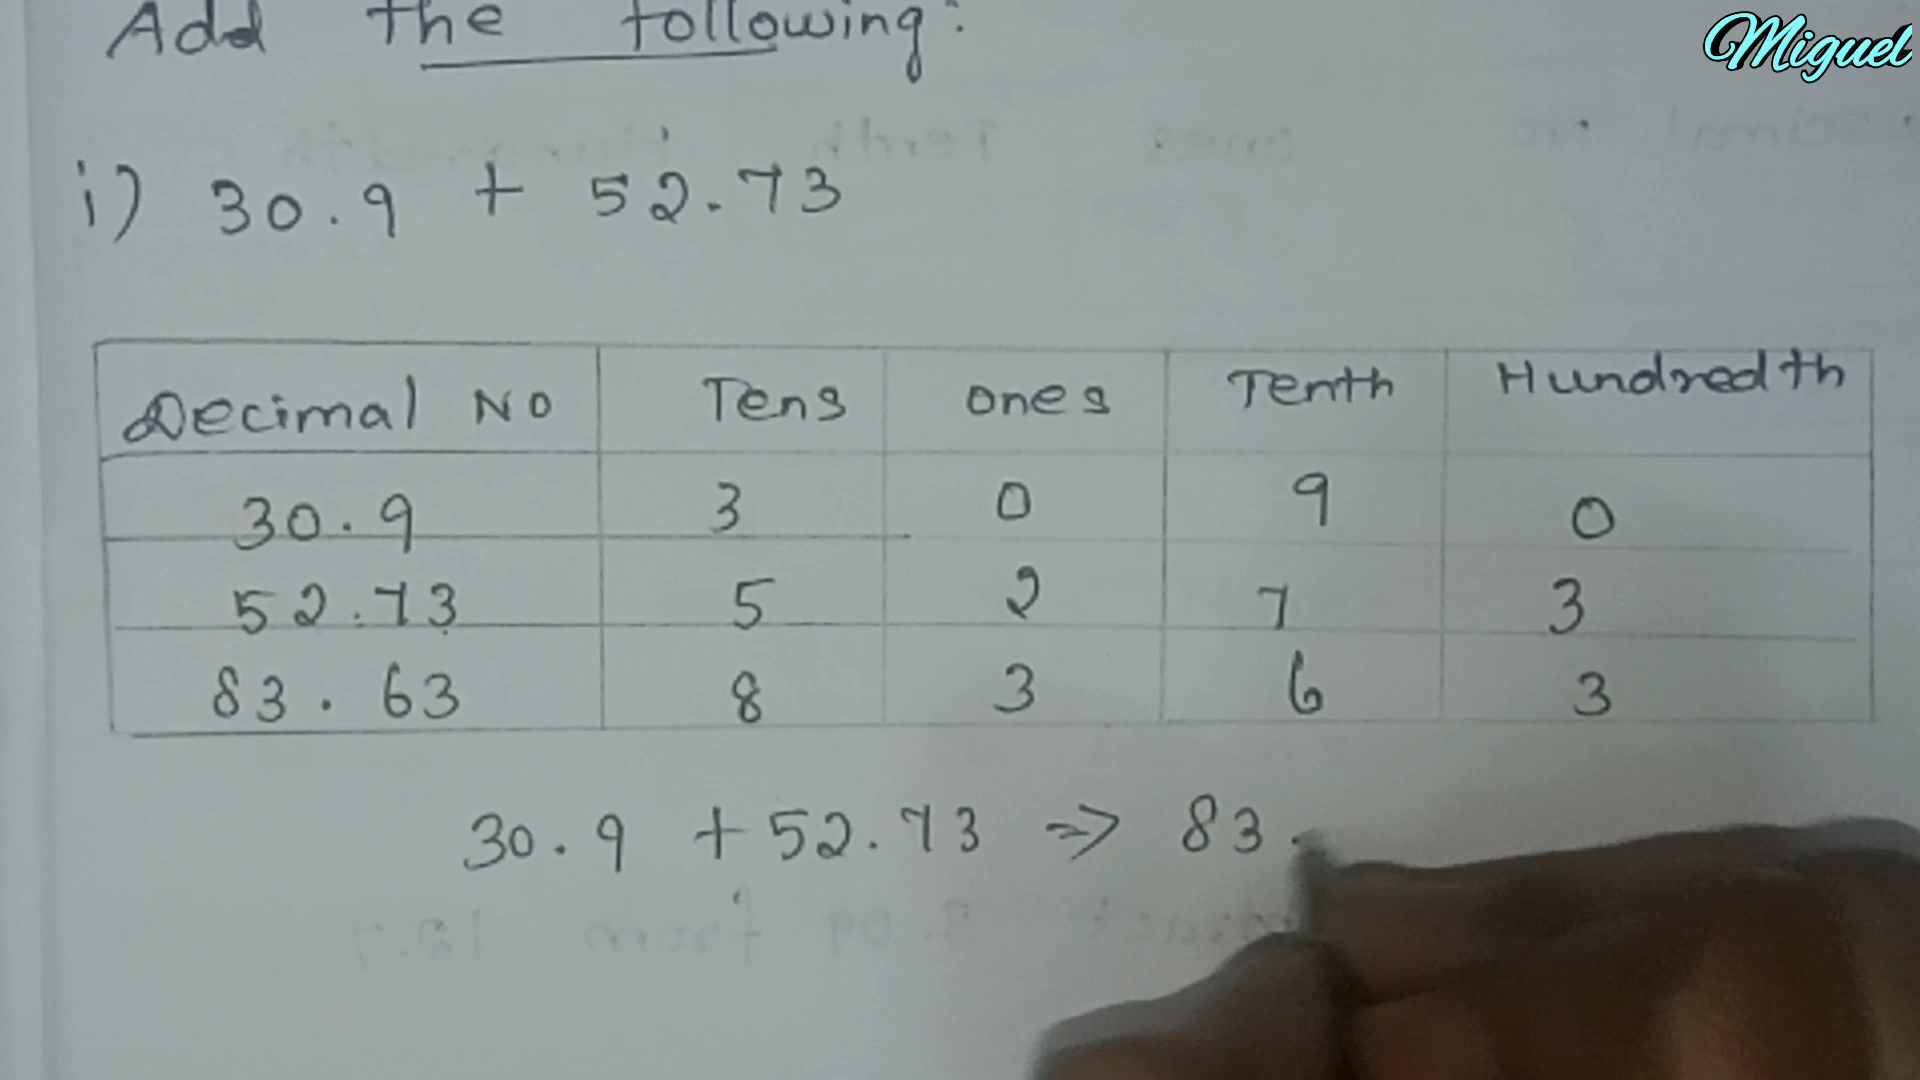 Miguel
Add the following:
i) 30.9 + 52.73
Decimal No Tens Ones Tenth Hundredth
30.9 3 0 9 0
52.73 5 2 7 3
83.63 8 3 6 3
30.9 + 52.73 => 83.